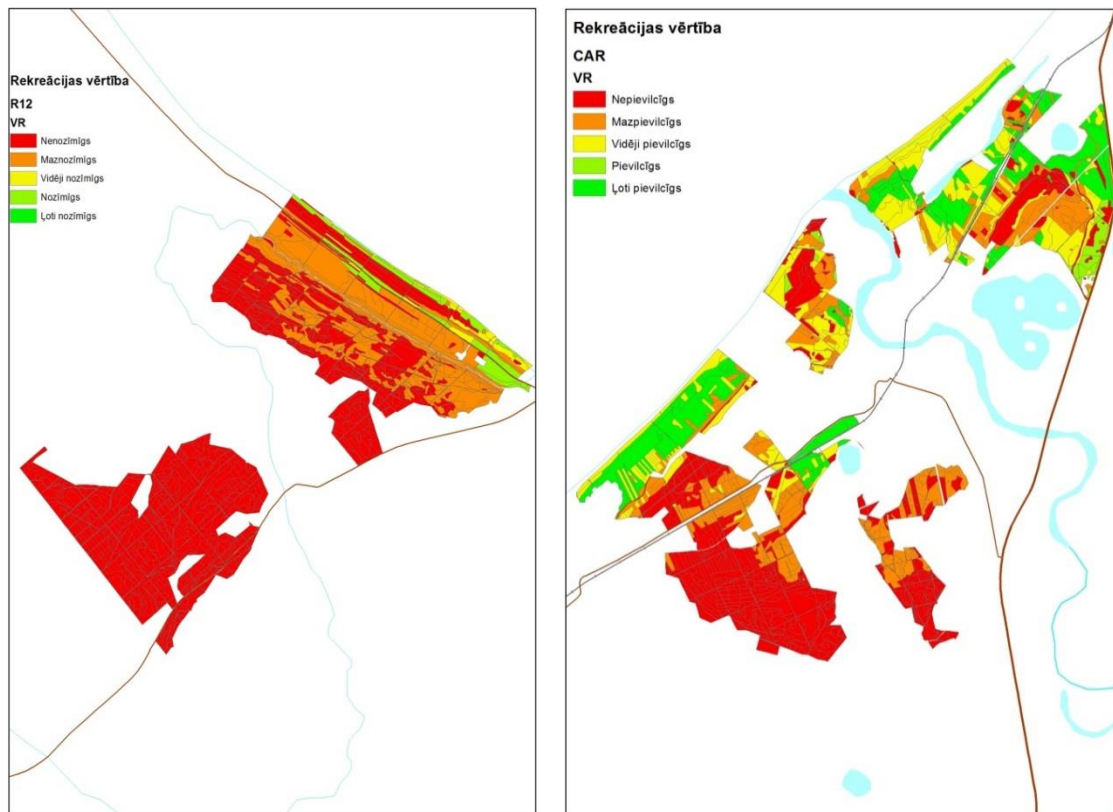 Rekreācijas vērtība
R12
VR
Nenozīmīgs
Maznozīmīgs
Vidēji nozīmīgs
Nozīmīgs
Ļoti nozīmīgs
Rekreācijas vērtība
CAR
VR
Nepievilcīgs
Mazpievilcīgs
Vidēji pievilcīgs
Pievilcīgs
Ļoti pievilcīgs